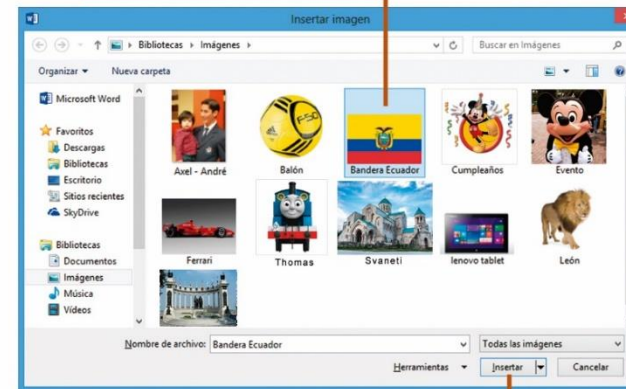 Insertar imagen
Bibliotecas Imágenes
Buscar en Imágenes
Organizar Nueva carpeta
Microsoft Word
Favoritos
Descargas
Bibliotecas
Escritorio
Sitios recientes
SkyDrive
Bibliotecas
Documentos
Imágenes
Música
Vídeos
Axel - André
Balón
Bandera Ecuador
Cumpleaños
Evento
Ferrari
Thomas
Svaneti
lenovo tablet
León
Nombre de archivo: Bandera Ecuador
Todas las imágenes
Herramientas
Insertar
Cancelar